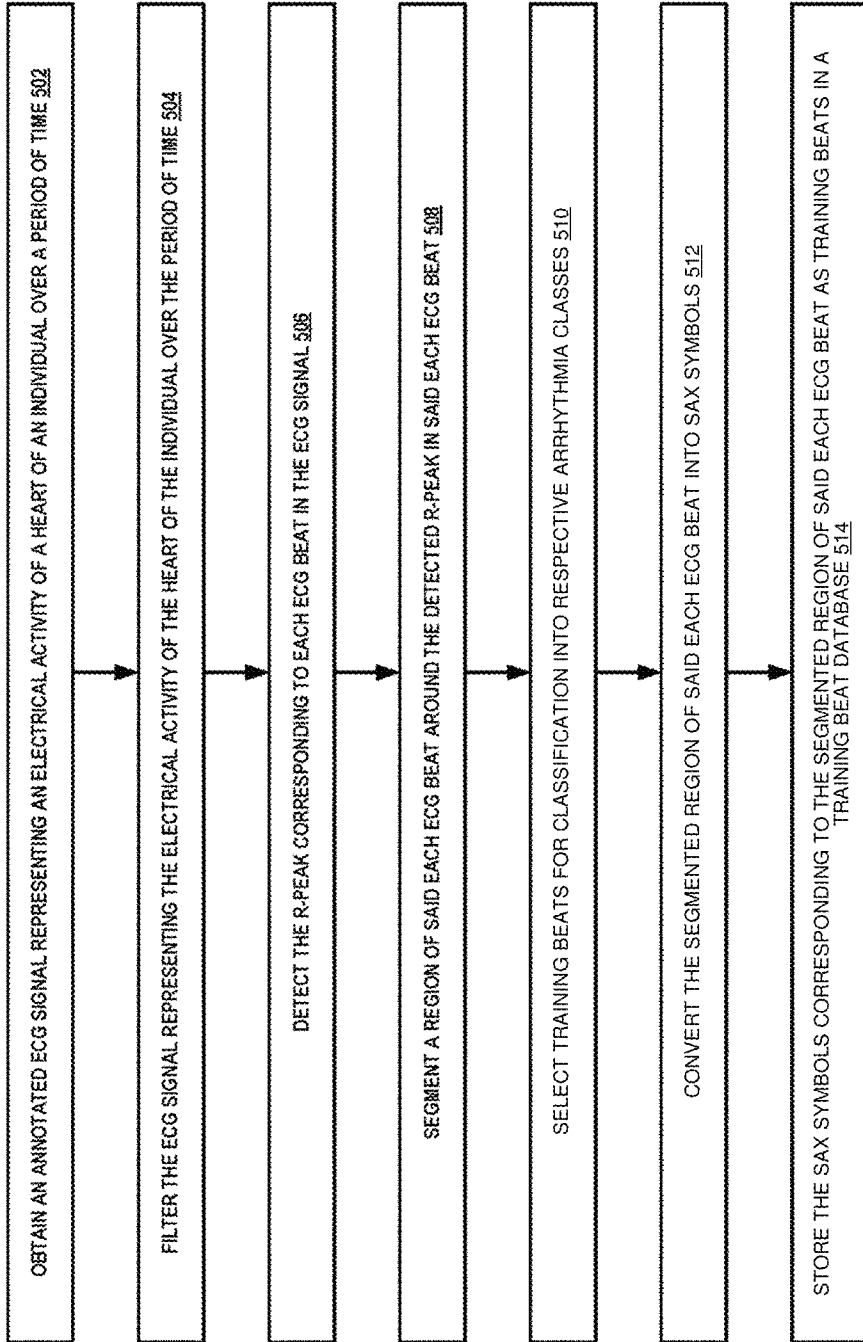 OBTAIN AN ANNOTATED ECG SIGNAL REPRESENTING AN ELECTRICAL ACTIVITY OF A HEART OF AN INDIVIDUAL OVER A PERIOD OF TIME 502
FILTER THE ECG SIGNAL REPRESENTING THE ELECTRICAL ACTIVITY OF THE HEART OF THE INDIVIDUAL OVER THE PERIOD OF TIME 504
DETECT THE R-PEAK CORRESPONDING TO EACH ECG BEAT IN THE ECG SIGNAL 506
SEGMENT A REGION OF SAID EACH ECG BEAT AROUND THE DETECTED R-PEAK IN SAID EACH ECG BEAT 508
SELECT TRAINING BEATS FOR CLASSIFICATION INTO RESPECTIVE ARRHYTHMIA CLASSES 510
CONVERT THE SEGMENTED REGION OF SAID EACH ECG BEAT INTO SAX SYMBOLS 512
STORE THE SAX SYMBOLS CORRESPONDING TO THE SEGMENTED REGION OF SAID EACH ECG BEAT AS TRAINING BEATS IN A
TRAINING BEAT DATABASE 514